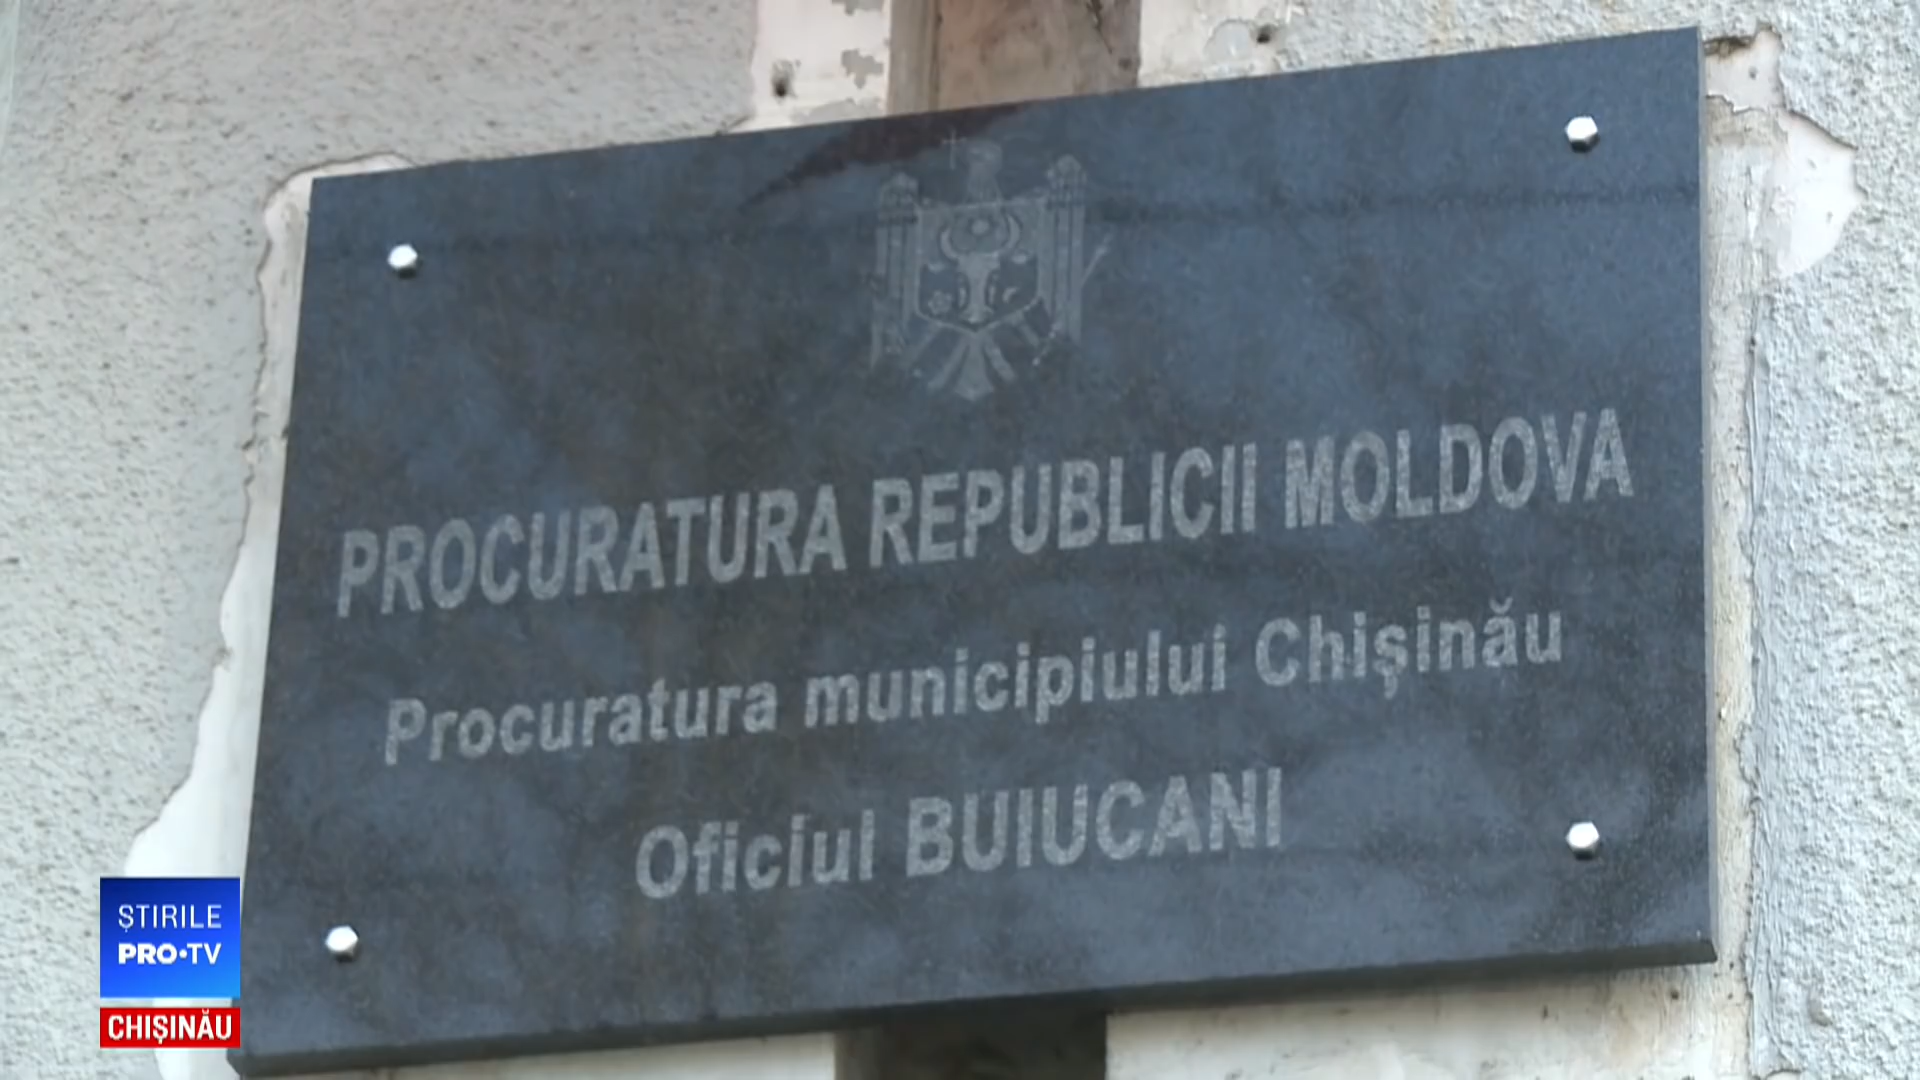 PROCURATURA REPUBLICII MOLDOVA
Procuratura municipiului Chișinău
Oficiul BUIUCANI
ȘTIRILE
PRO•TV
CHIȘINĂU